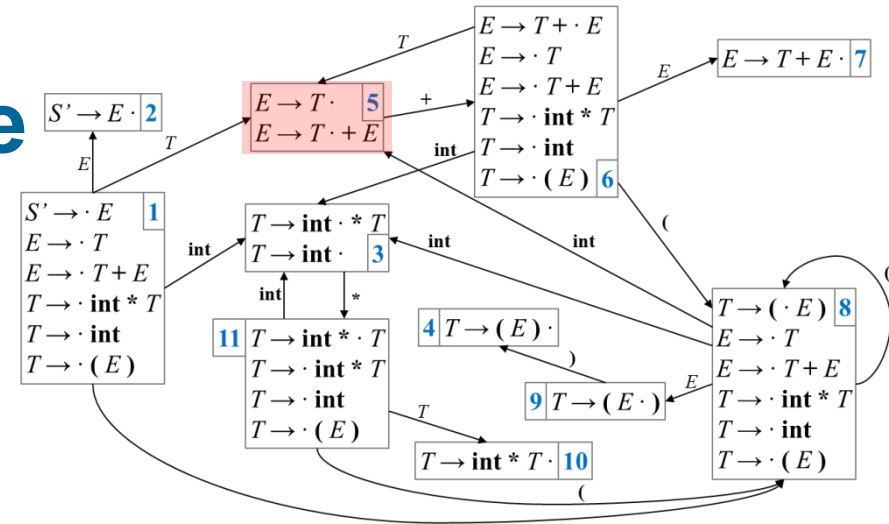 e
S’ → E · 2
E
T
S’ → · E 1
E → · T
E → · T + E
T → · int * T
T → · int
T → · ( E )
int
E → T · 5
E → T · + E
T
+
E → T + · E
E → · T
E → · T + E
T → · int * T
T → · int
T → · ( E ) 6
E
E → T + E · 7
int
T → int · * T
T → int · 3
int
int
(
int
*
11 T → int * · T
T → · int * T
T → · int
T → · ( E )
T
T → int * T · 10
4 T → ( E ) ·
)
9 T → ( E · )
E
T → ( · E ) 8
E → · T
E → · T + E
T → · int * T
T → · int
T → · ( E )
(
(